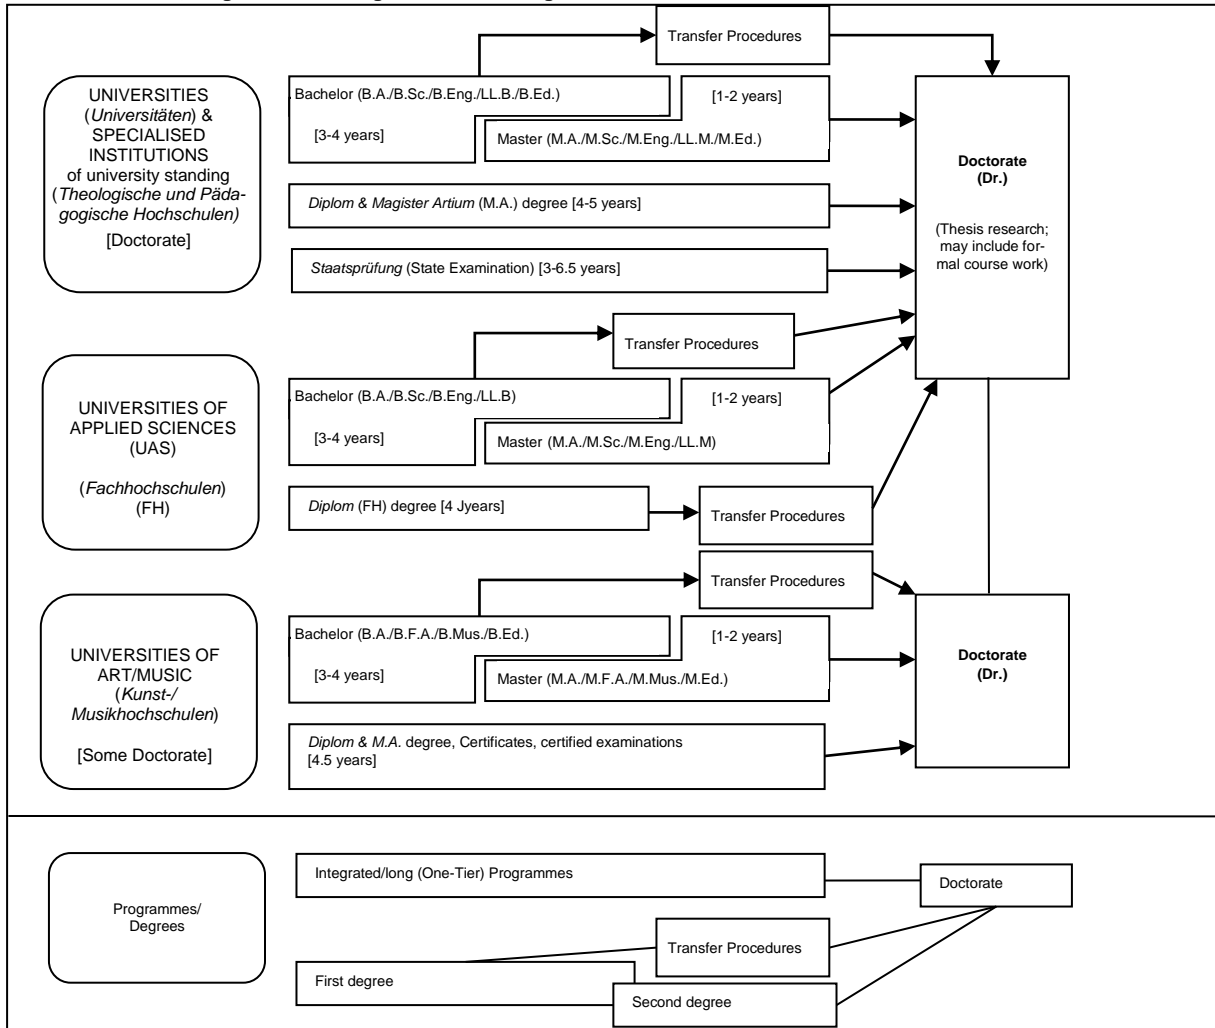 Transfer Procedures
UNIVERSITIES
(Universitäten) &
SPECIALISED
INSTITUTIONS
of university standing
(Theologische und Päda-
gogische Hochschulen)
[Doctorate]
Bachelor (B.A./B.Sc./B.Eng./LL.B./B.Ed.)
[3-4 years]
[1-2 years]
Master (M.A./M.Sc./M.Eng./LL.M./M.Ed.)
Diplom & Magister Artium (M.A.) degree [4-5 years]
Staatsprüfung (State Examination) [3-6.5 years]
Doctorate
(Dr.)
(Thesis research;
may include for-
mal course work)
UNIVERSITIES OF
APPLIED SCIENCES
(UAS)
(Fachhochschulen)
(FH)
Transfer Procedures
Bachelor (B.A./B.Sc./B.Eng./LL.B)
[3-4 years]
[1-2 years]
Master (M.A./M.Sc./M.Eng./LL.M)
Diplom (FH) degree [4 Jyears]
Transfer Procedures
UNIVERSITIES OF
ART/MUSIC
(Kunst-/
Musikhochschulen)
[Some Doctorate]
Transfer Procedures
Bachelor (B.A./B.F.A./B.Mus./B.Ed.)
[3-4 years]
[1-2 years]
Master (M.A./M.F.A./M.Mus./M.Ed.)
Diplom & M.A. degree, Certificates, certified examinations
[4.5 years]
Doctorate
(Dr.)
Programmes/
Degrees
Integrated/long (One-Tier) Programmes
Doctorate
Transfer Procedures
First degree
Second degree